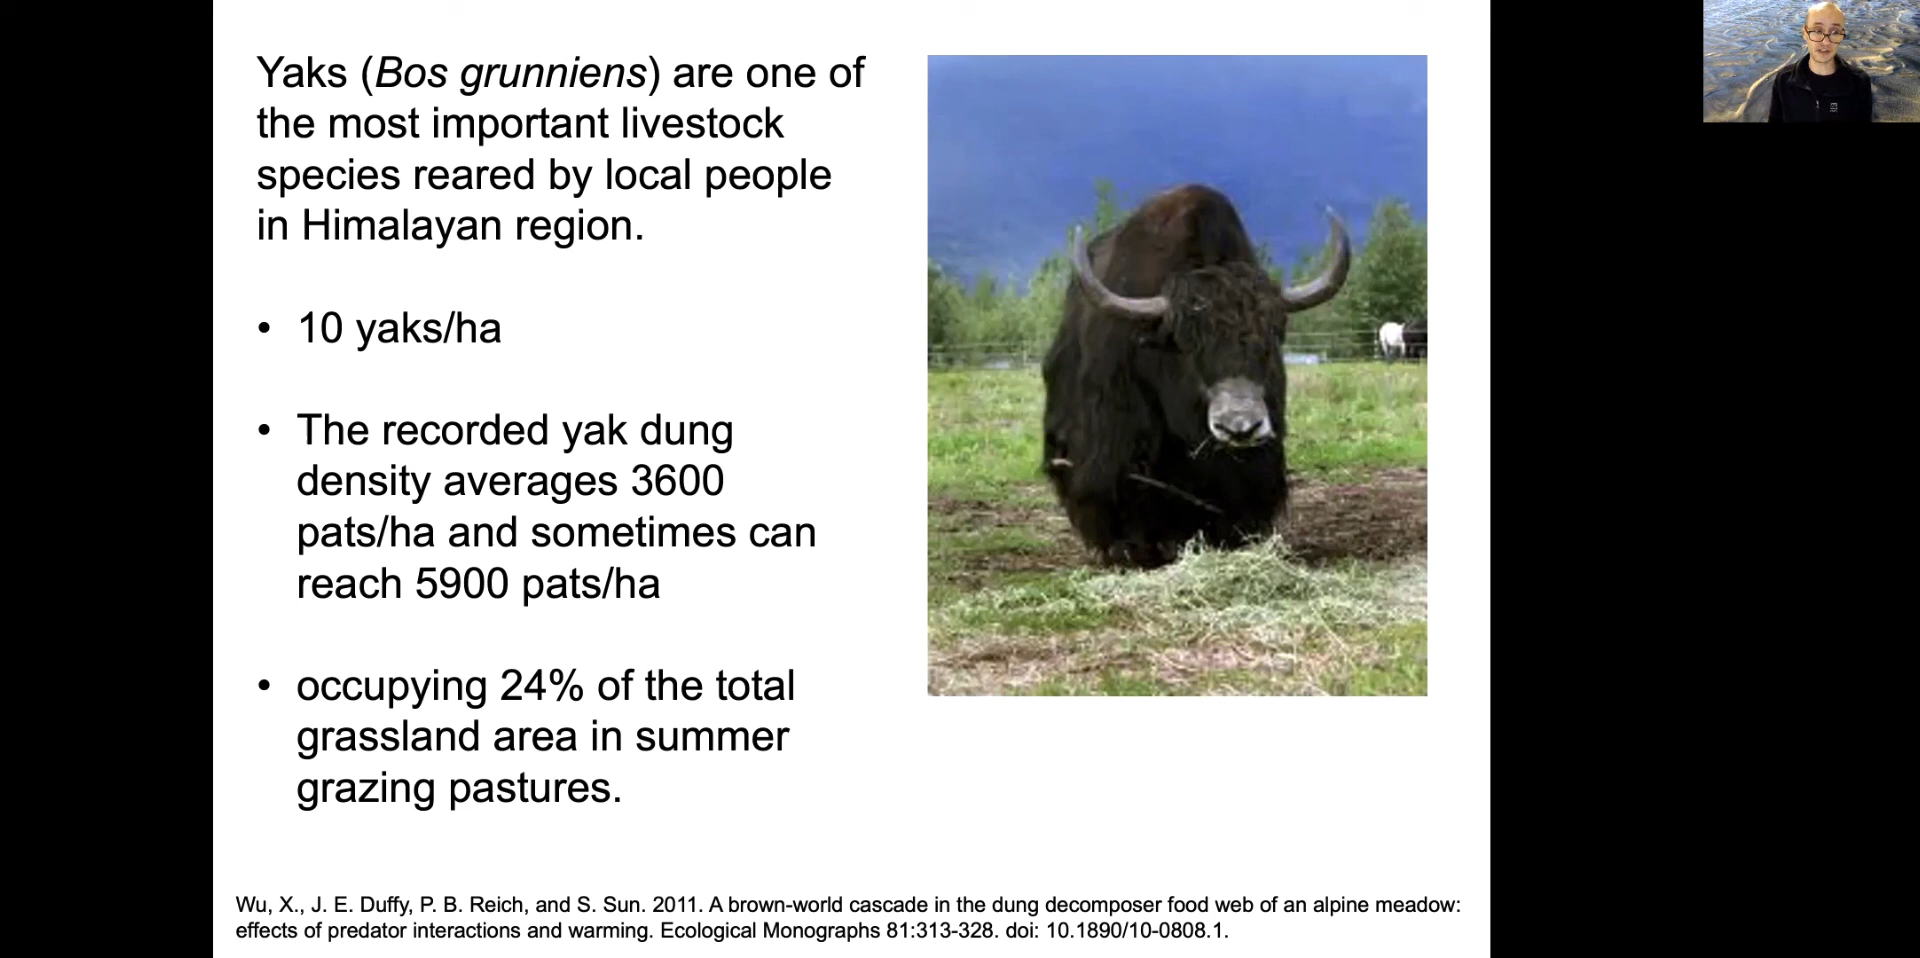 Yaks (Bos grunniens) are one of
the most important livestock
species reared by local people
in Himalayan region.
• 10 yaks/ha
• The recorded yak dung
density averages 3600
pats/ha and sometimes can
reach 5900 pats/ha
• occupying 24% of the total
grassland area in summer
grazing pastures.
Wu, X., J. E. Duffy, P. B. Reich, and S. Sun. 2011. A brown-world cascade in the dung decomposer food web of an alpine meadow:
effects of predator interactions and warming. Ecological Monographs 81:313-328. doi: 10.1890/10-0808.1.